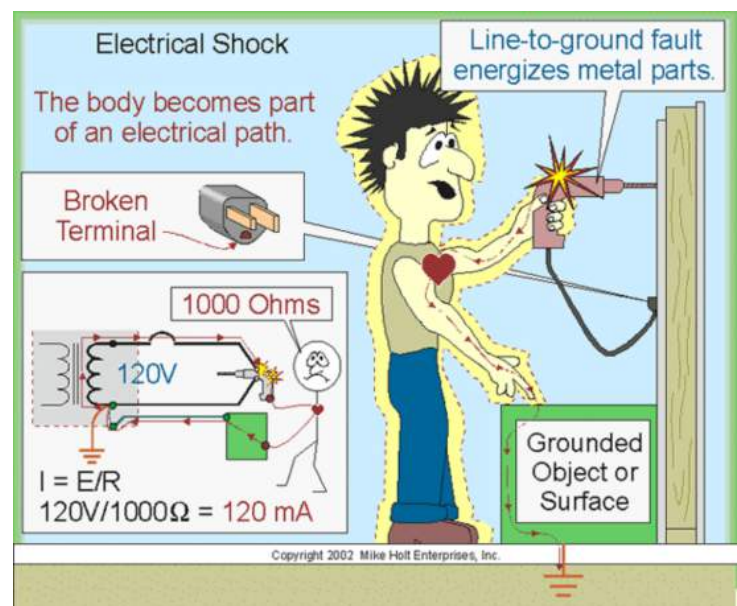 Electrical Shock
The body becomes part
of an electrical path.
Line-to-ground fault
energizes metal parts.
Broken
Terminal
1000 Ohms
120V
I = E/R
120V/1000Ω = 120 mA
Grounded
Object or
Surface
Copyright 2002 Mike Holt Enterprises, Inc.